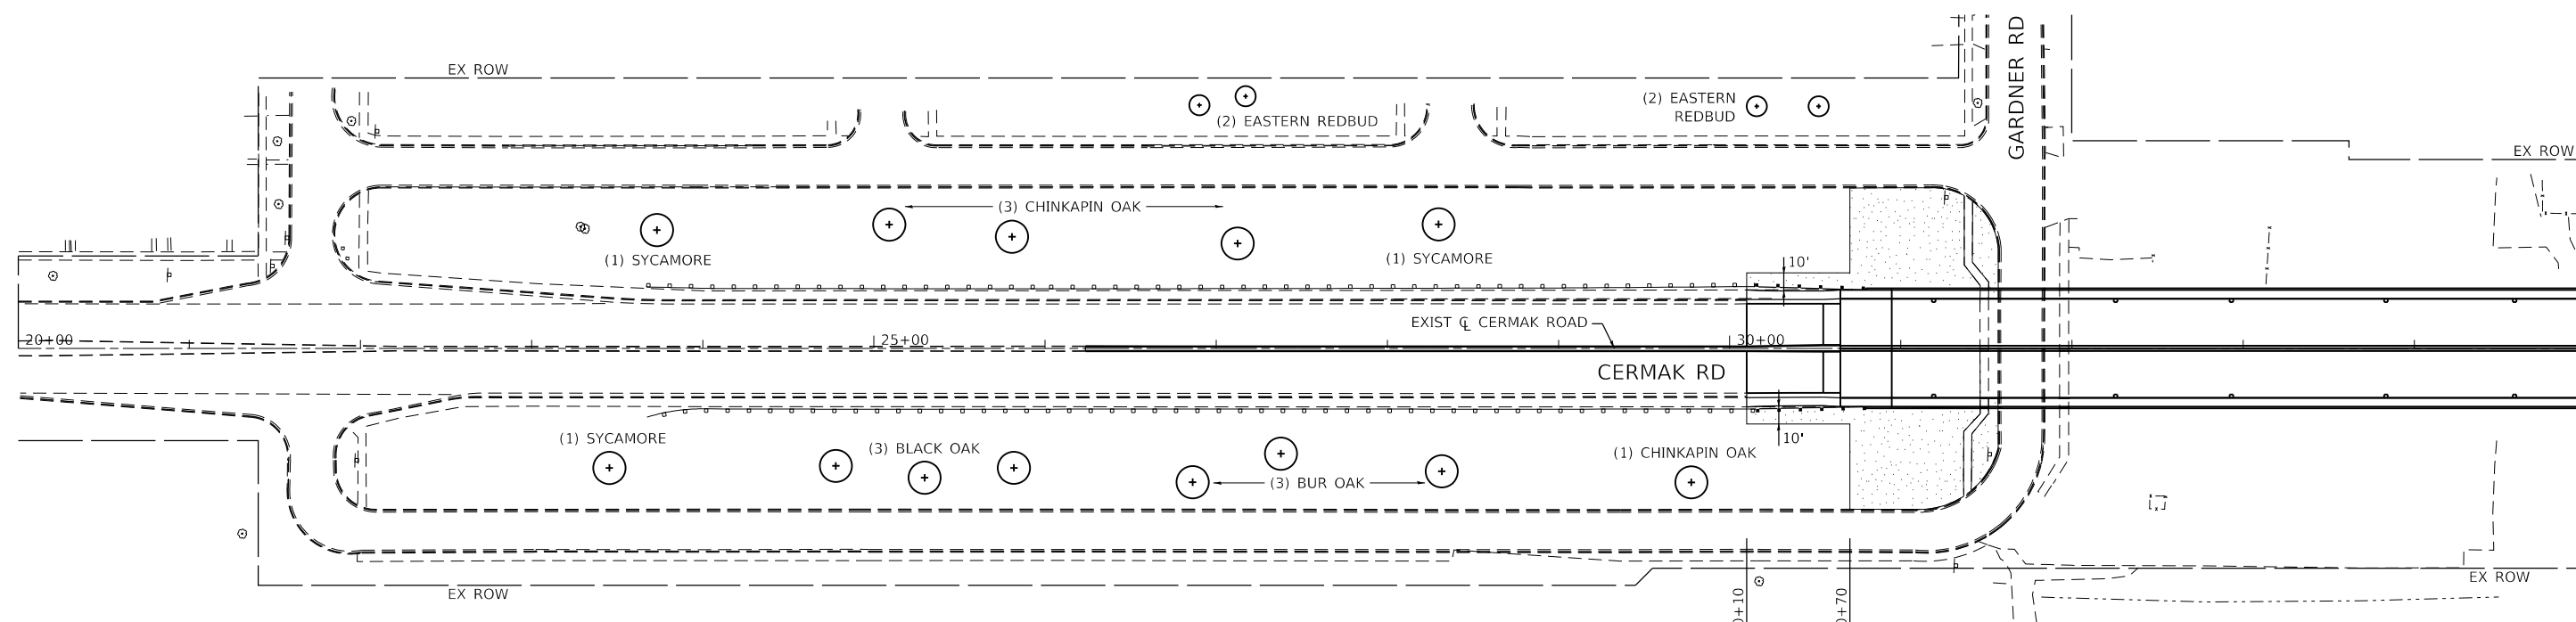 EX ROW
GARDNER RD
(2) EASTERN
REDBUD
(2) EASTERN REDBUD
EX ROW
(3) CHINKAPIN OAK
(1) SYCAMORE
(1) SYCAMORE
10'
EXIST ℄ CERMAK ROAD
20+00
25+00
30+00
CERMAK RD
(1) SYCAMORE
(3) BLACK OAK
10'
(1) CHINKAPIN OAK
(3) BUR OAK
EX ROW
EX ROW
+10
+70